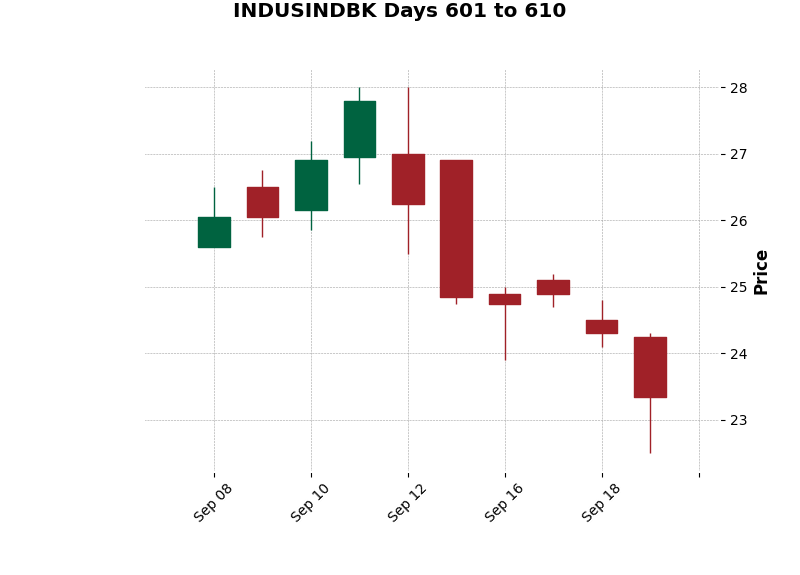 INDUSINDBK Days 601 to 610
28
27
26
25
24
23
Price
Sep 08
Sep 10
Sep 12
Sep 16
Sep 18